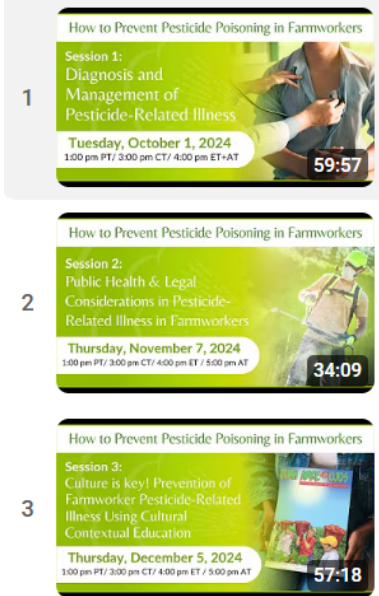 How to Prevent Pesticide Poisoning in Farmworkers
Session 1:
Diagnosis and
Management of
Pesticide-Related Illness
Tuesday, October 1, 2024
1:00 pm PT/ 3:00 pm CT/ 4:00 pm ET+AT
59:57
1
How to Prevent Pesticide Poisoning in Farmworkers
Session 2:
Public Health & Legal
Considerations in Pesticide-
Related Illness in Farmworkers
Thursday, November 7, 2024
1:00 pm PT/ 3:00 pm CT/ 4:00 pm ET / 5:00 pm AT
34:09
2
How to Prevent Pesticide Poisoning in Farmworkers
Session 3:
Culture is key! Prevention of
Farmworker Pesticide-Related
Illness Using Cultural
Contextual Education
Thursday, December 5, 2024
1:00 pm PT/ 3:00 pm CT/ 4:00 pm ET / 5:00 pm AT
57:18
3